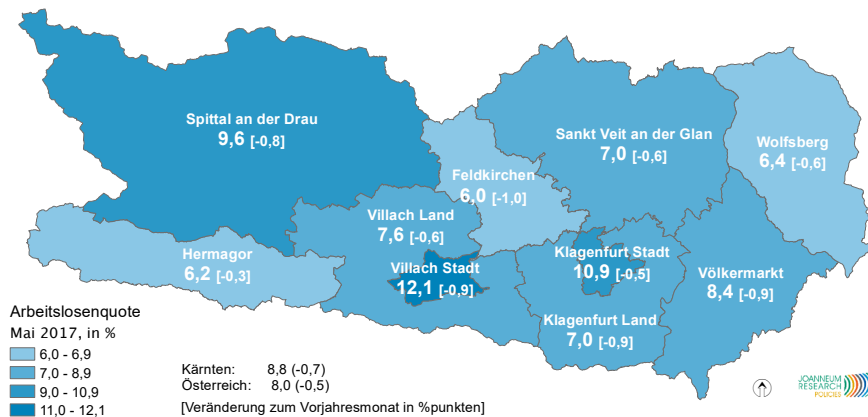 Spittal an der Drau
9,6 [-0,8]
Sankt Veit an der Glan
7,0 [-0,6]
Wolfsberg
6,4 [-0,6]
Feldkirchen
6,0 [-1,0]
Villach Land
7,6 [-0,6]
Hermagor
6,2 [-0,3]
Villach Stadt
12,1 [-0,9]
Klagenfurt Stadt
10,9 [-0,5]
Völkermarkt
8,4 [-0,9]
Klagenfurt Land
7,0 [-0,9]
Arbeitslosenquote
Mai 2017, in %
6,0 - 6,9
7,0 - 8,9
9,0 - 10,9
11,0 - 12,1
Kärnten: 8,8 (-0,7)
Österreich: 8,0 (-0,5)
[Veränderung zum Vorjahresmonat in %punkten]
JOANNEUM
RESEARCH
POLICIES